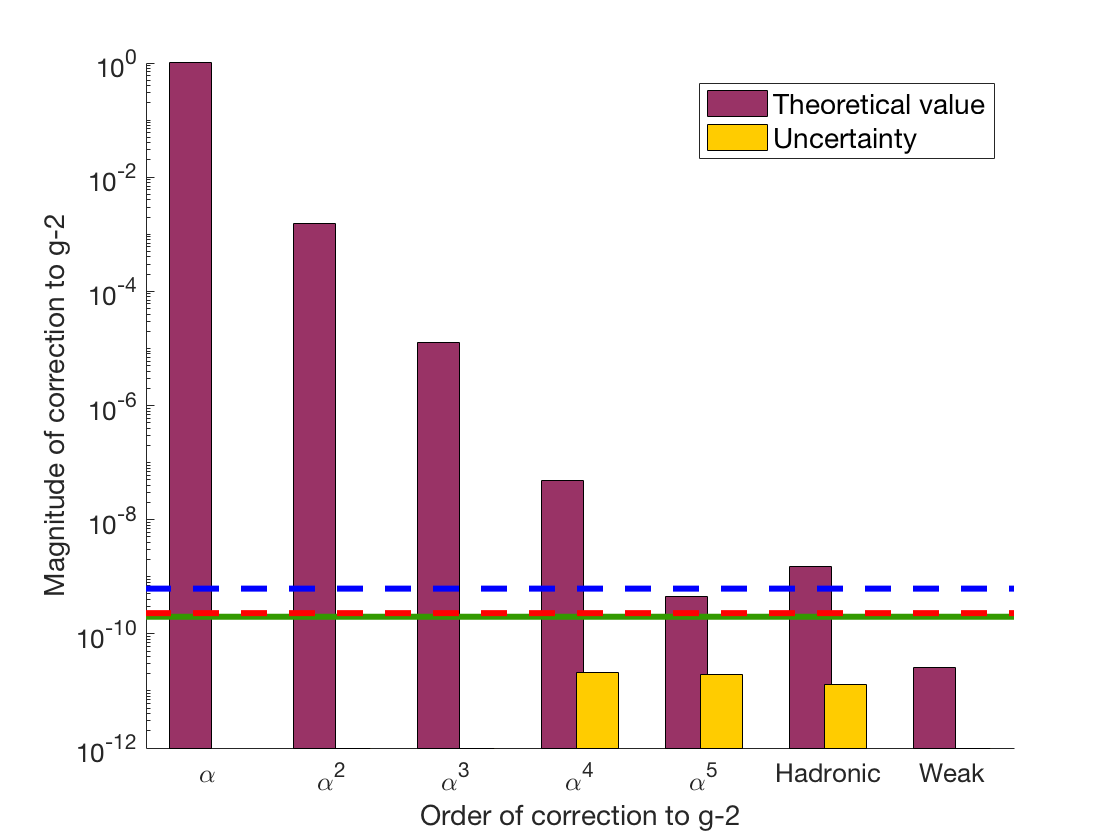 Theoretical value
Uncertainty
Magnitude of correction to g-2
10^0
10^-2
10^-4
10^-6
10^-8
10^-10
10^-12
α
α^2
α^3
α^4
α^5
Hadronic
Weak
Order of correction to g-2